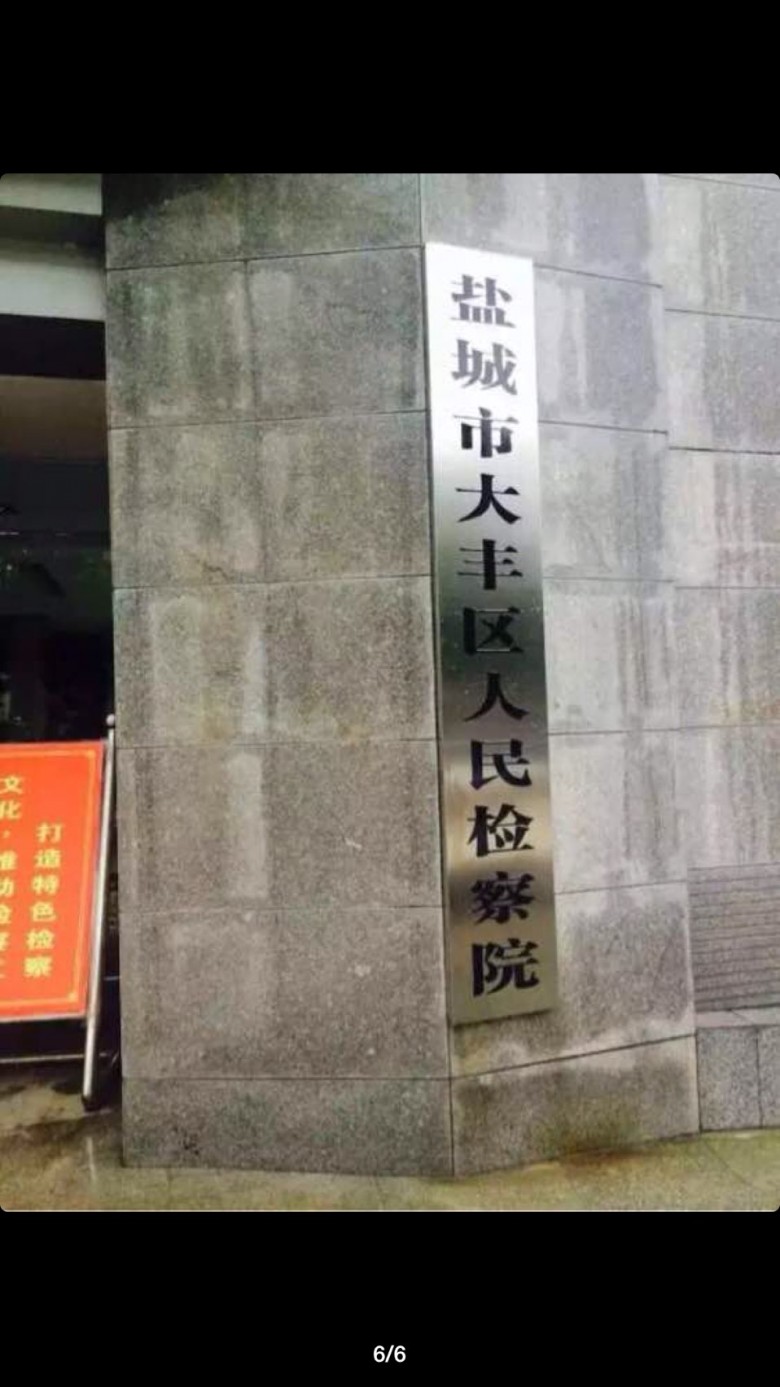 盐城市大丰区人民检察院
打造特色检察
文化，推动检察工
6/6